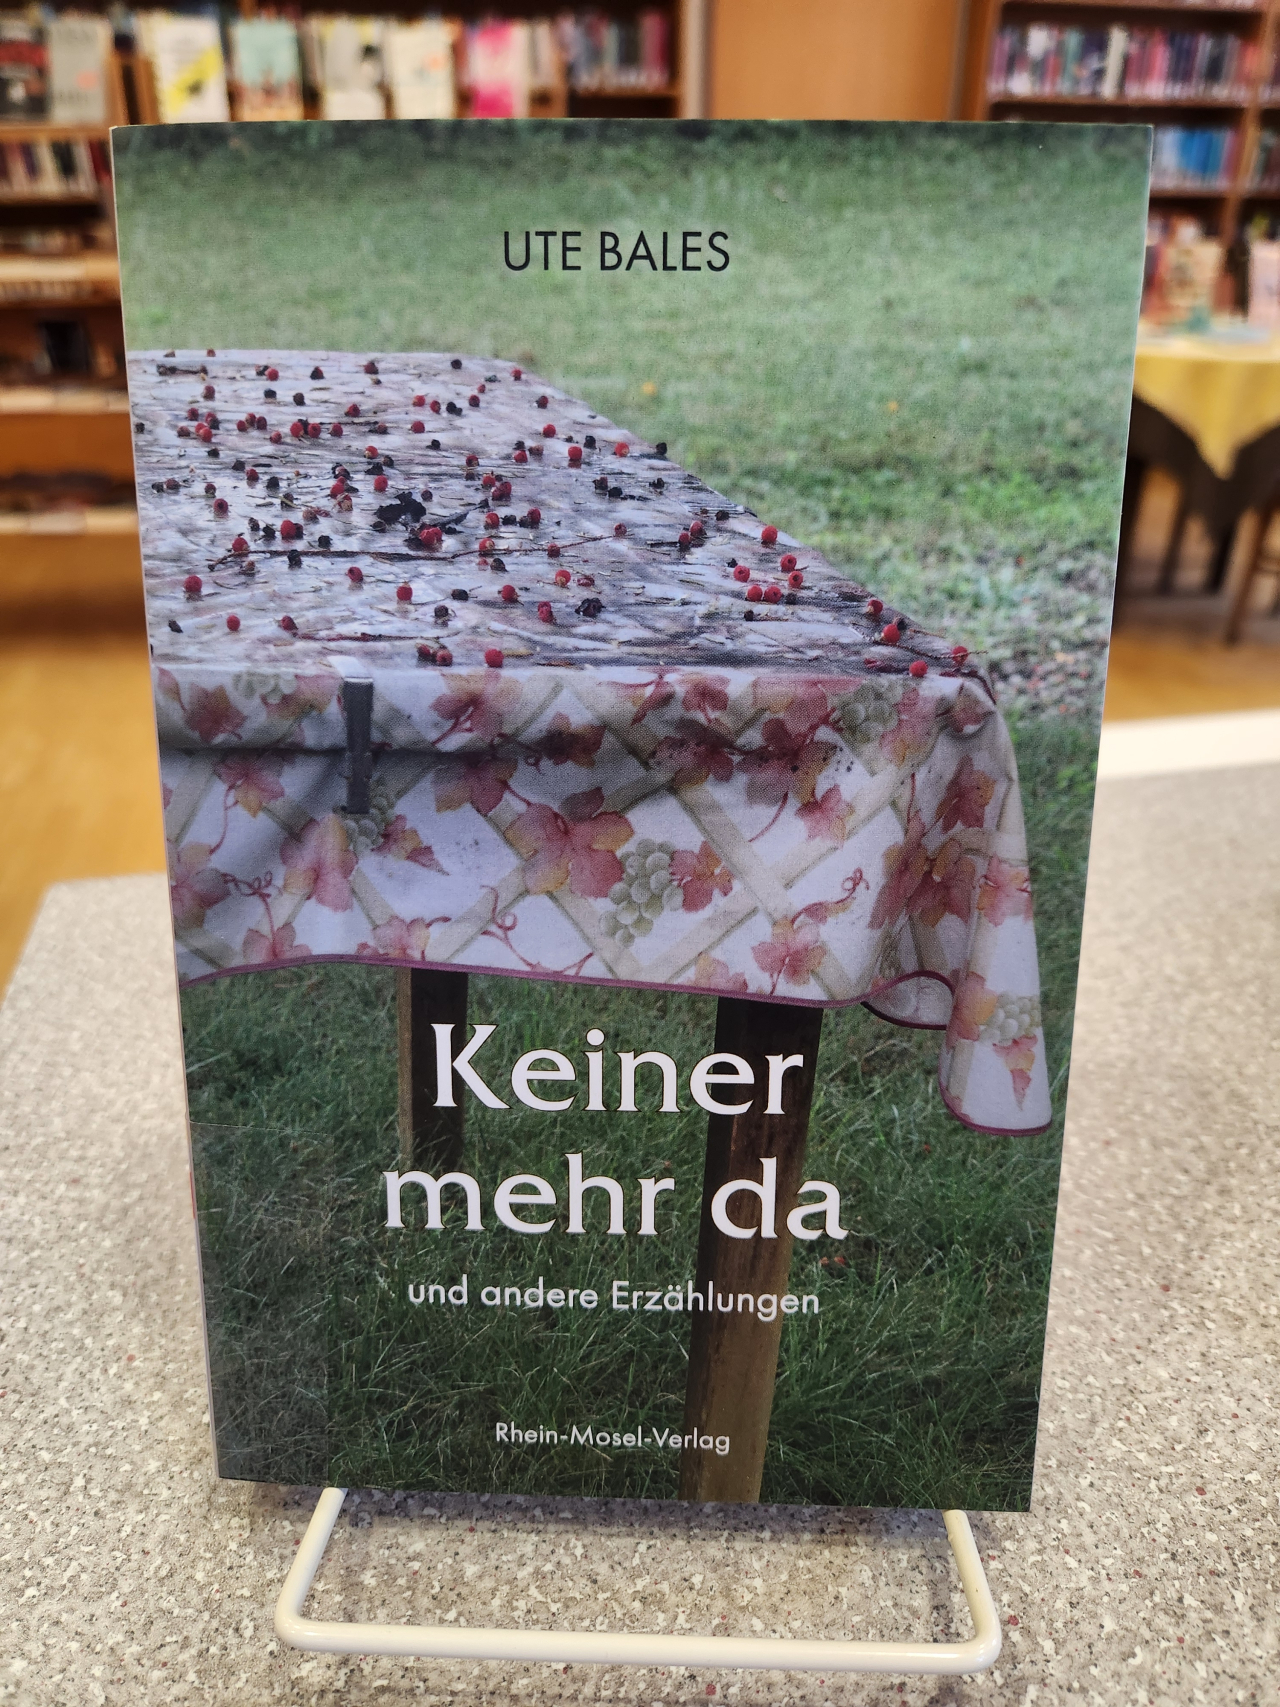 UTE BALES
Keiner
mehr da
und andere Erzählungen
Rhein-Mosel-Verlag